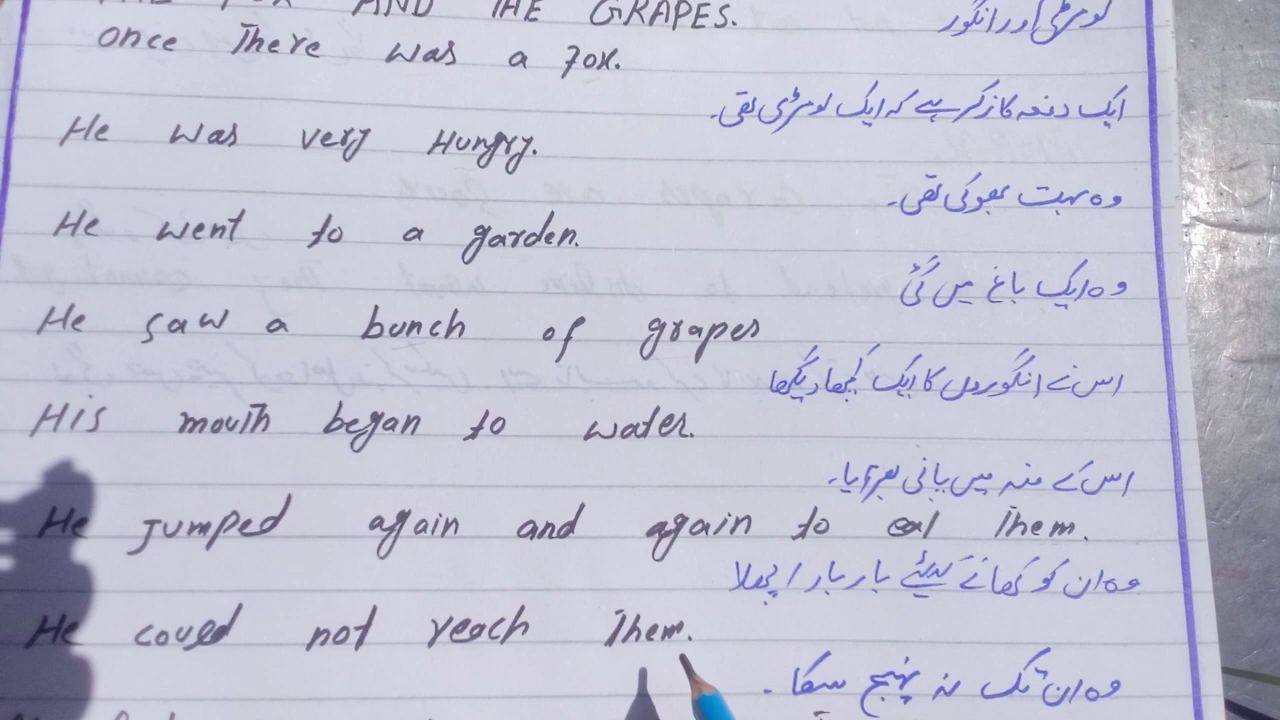 THE FOX AND THE GRAPES.
لومڑی اور انگور
once There was a fox.
ایک دفعہ کا ذکر ہے کہ ایک لومڑی تھی۔
He was very Hungry.
وہ بہت بھوکی تھی۔
He went to a garden.
وہ ایک باغ میں گئی
He saw a bunch of grapes
اس نے انگوروں کا ایک گچھا دیکھا
His mouth began to water.
اس کے منہ میں پانی بھر آیا۔
He Jumped again and again to eat Them.
وہ ان کو کھانے کیلئے بار بار اچھلا
He could not reach Them.
وہ ان تک نہ پہنچ سکا۔